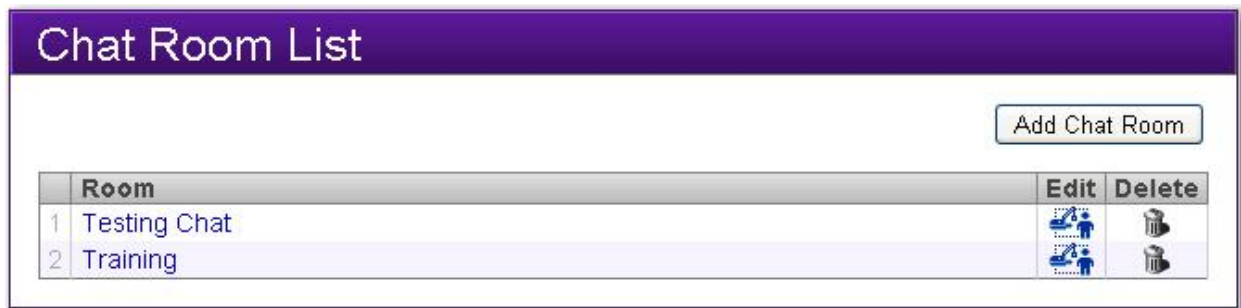 Chat Room List
Add Chat Room
Room Edit Delete
1 Testing Chat
2 Training